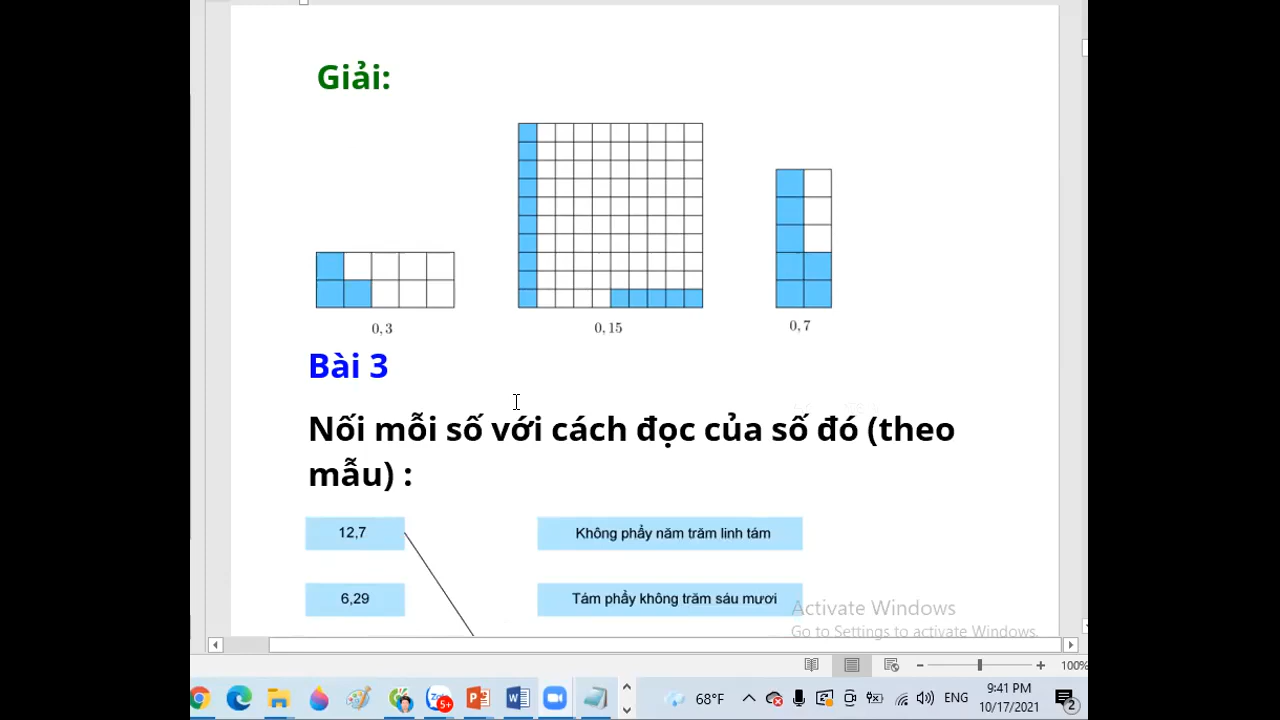 Giải:
0, 3
0, 15
0, 7
Bài 3
Nối mỗi số với cách đọc của số đó (theo
mẫu) :
12,7
Không phẩy năm trăm linh tám
6,29
Tám phẩy không trăm sáu mươi
Activate Windows
Go to Settings to activate Windows.
100%
5+
68°F
ENG
9:41 PM
10/17/2021
2